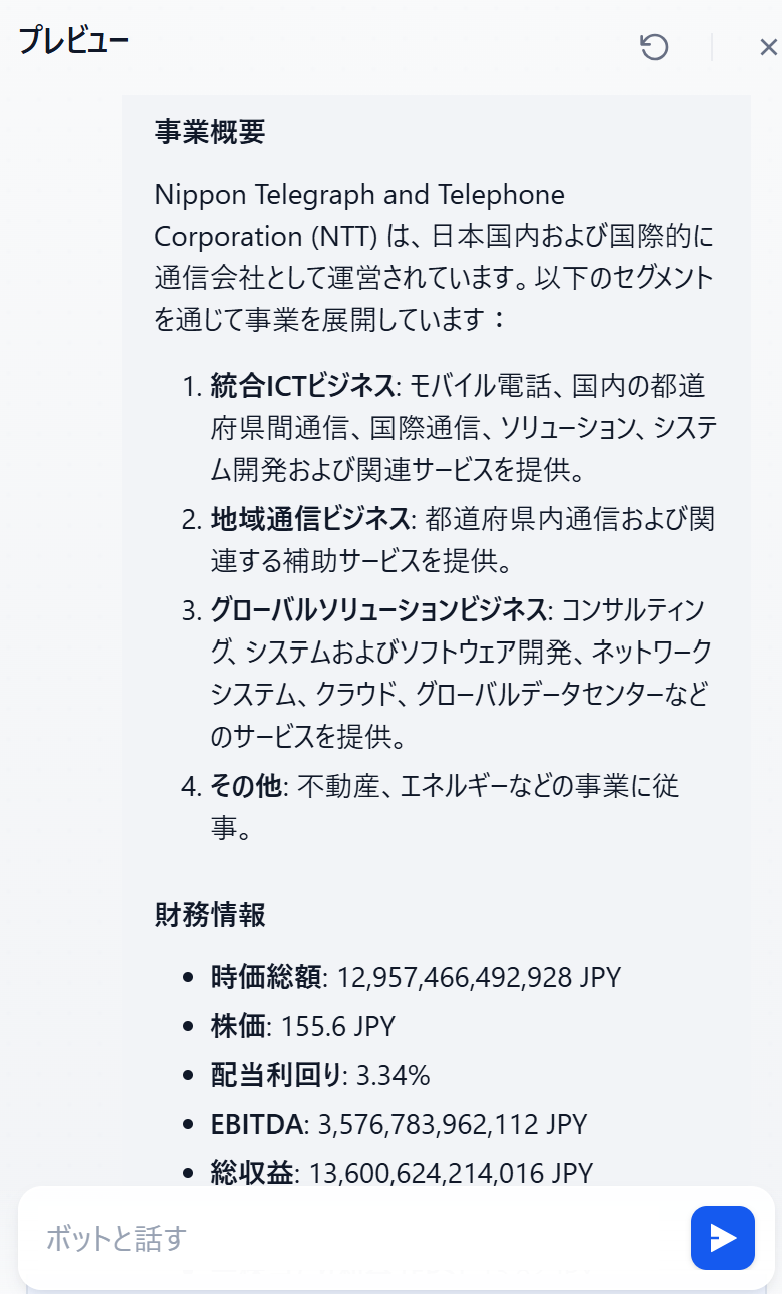 プレビュー
事業概要
Nippon Telegraph and Telephone
Corporation (NTT) は、日本国内および国際的に
通信会社として運営されています。以下のセグメント
を通じて事業を展開しています：
1. 統合ICTビジネス: モバイル電話、国内の都道
府県間通信、国際通信、ソリューション、システ
ム開発および関連サービスを提供。
2. 地域通信ビジネス: 都道府県内通信および関
連する補助サービスを提供。
3. グローバルソリューションビジネス: コンサルティン
グ、システムおよびソフトウェア開発、ネットワーク
システム、クラウド、グローバルデータセンターなど
のサービスを提供。
4. その他: 不動産、エネルギーなどの事業に従
事。
財務情報
• 時価総額: 12,957,466,492,928 JPY
• 株価: 155.6 JPY
• 配当利回り: 3.34%
• EBITDA: 3,576,783,962,112 JPY
• 総収益: 13,600,624,214,016 JPY
ボットと話す